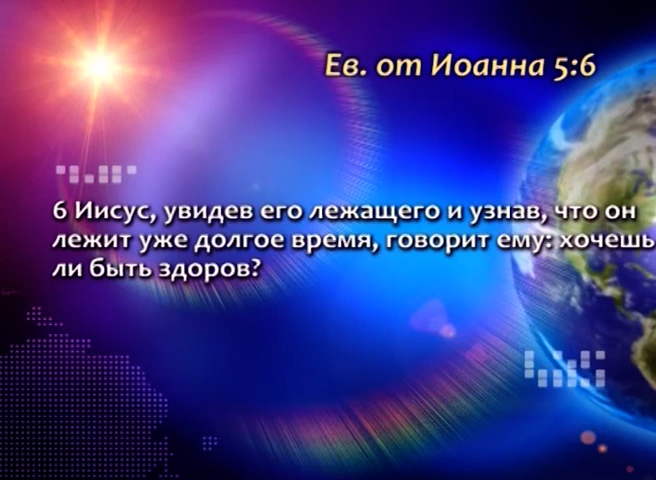 Ев. от Иоанна 5:6
6 Иисус, увидев его лежащего и узнав, что он
лежит уже долгое время, говорит ему: хочешь
ли быть здоров?